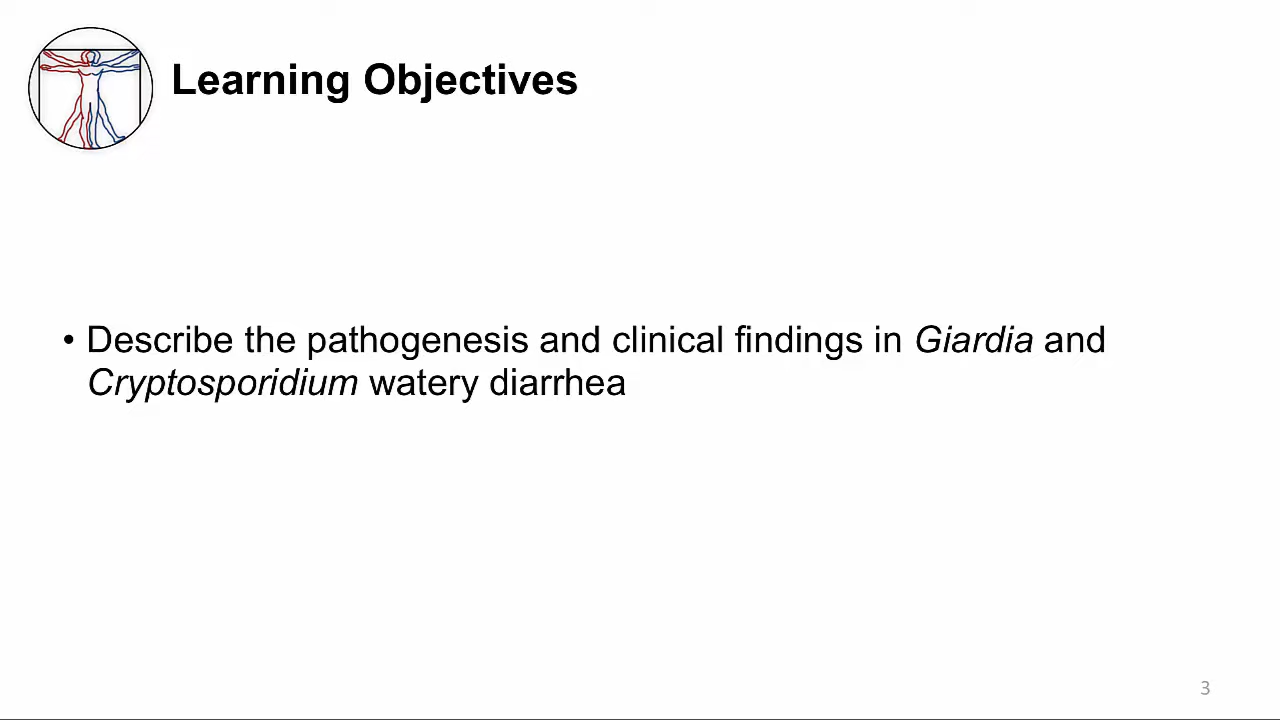 Learning Objectives
• Describe the pathogenesis and clinical findings in Giardia and
Cryptosporidium watery diarrhea
3